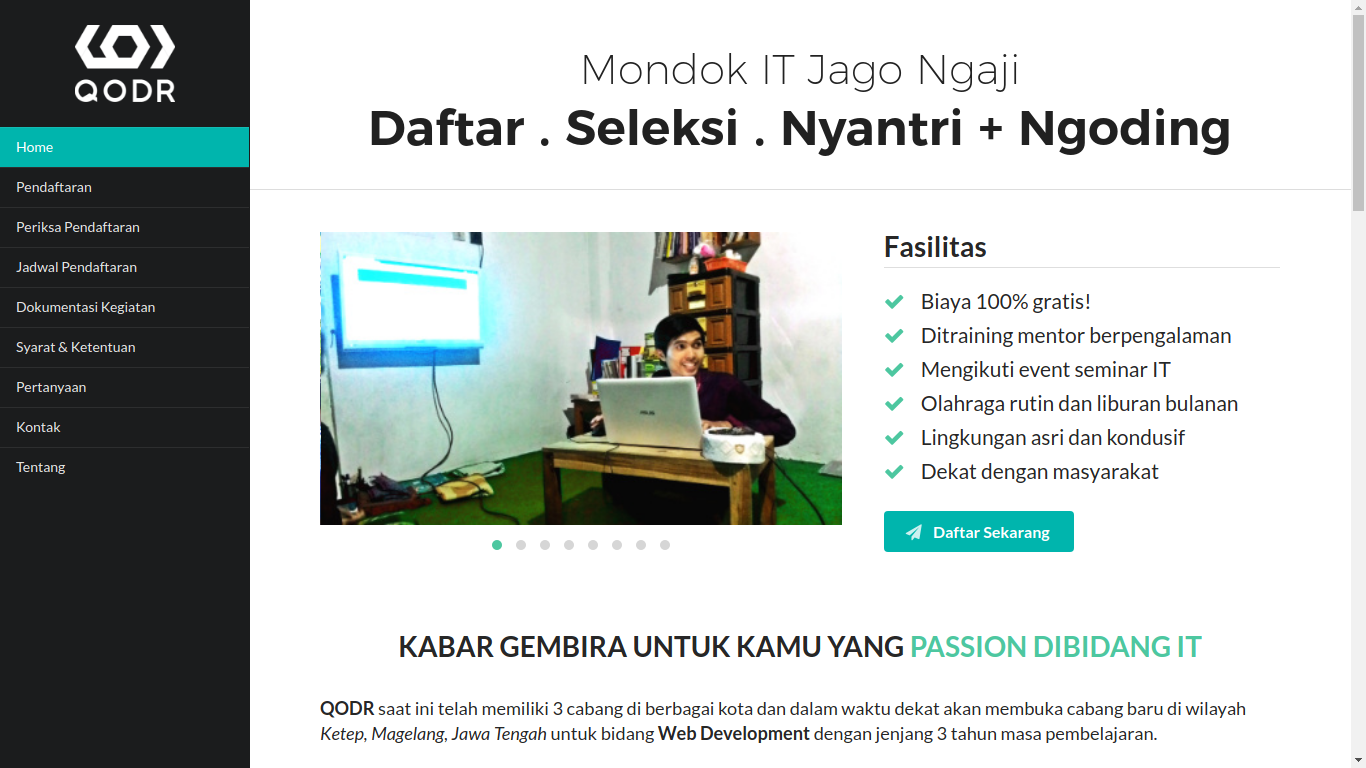 QODR
Home
Pendaftaran
Periksa Pendaftaran
Jadwal Pendaftaran
Dokumentasi Kegiatan
Syarat & Ketentuan
Pertanyaan
Kontak
Tentang
Mondok IT Jago Ngaji
Daftar . Seleksi . Nyantri + Ngoding
ASUS
Fasilitas
Biaya 100% gratis!
Ditraining mentor berpengalaman
Mengikuti event seminar IT
Olahraga rutin dan liburan bulanan
Lingkungan asri dan kondusif
Dekat dengan masyarakat
Daftar Sekarang
KABAR GEMBIRA UNTUK KAMU YANG PASSION DIBIDANG IT
QODR saat ini telah memiliki 3 cabang di berbagai kota dan dalam waktu dekat akan membuka cabang baru di wilayah
Ketep, Magelang, Jawa Tengah untuk bidang Web Development dengan jenjang 3 tahun masa pembelajaran.